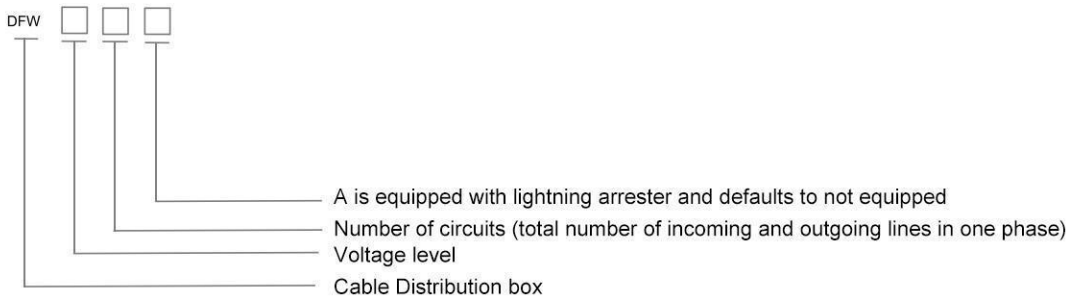 DFW
A is equipped with lightning arrester and defaults to not equipped
Number of circuits (total number of incoming and outgoing lines in one phase)
Voltage level
Cable Distribution box